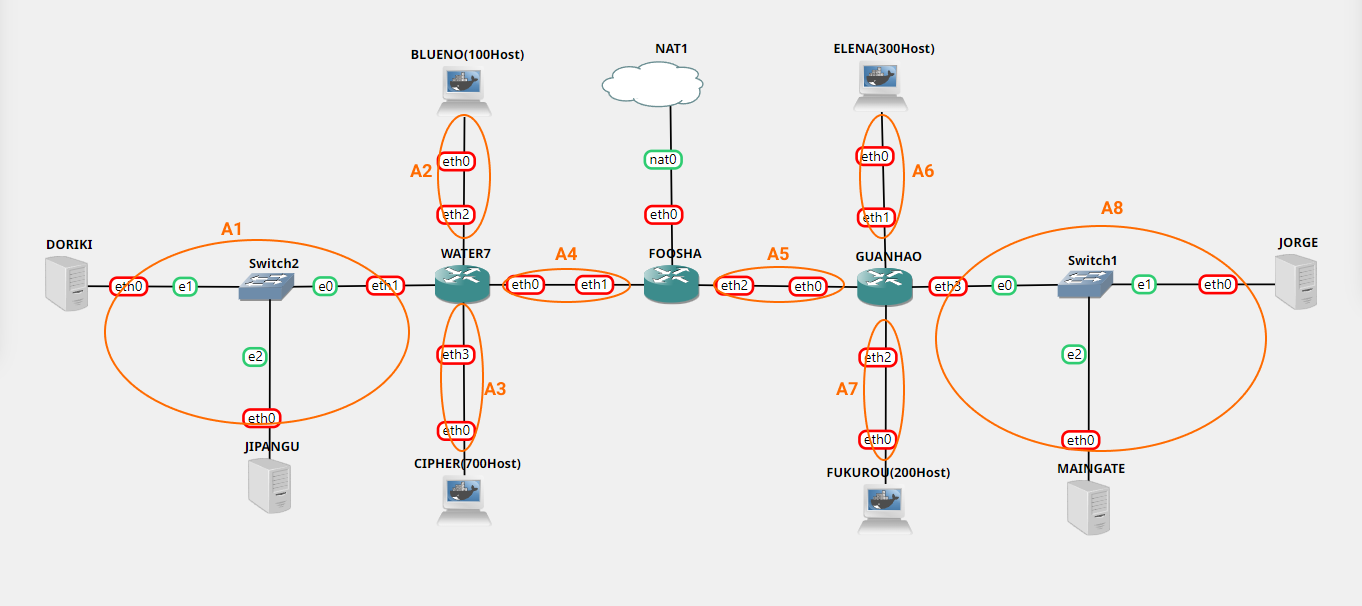 BLUENO(100Host)
NAT1
ELENA(300Host)
eth0
A2
eth2
nat0
eth0
eth0
A6
eth1
A1
A8
DORIKI
Switch2
WATER7
A4
FOOSHA
A5
GUANHAO
Switch1
JORGE
eth0
e1
e0
eth1
eth0
eth1
eth2
eth0
eth3
e0
e1
eth0
e2
eth3
eth2
e2
A3
A7
eth0
eth0
eth0
eth0
JIPANGU
CIPHER(700Host)
FUKUROU(200Host)
MAINGATE